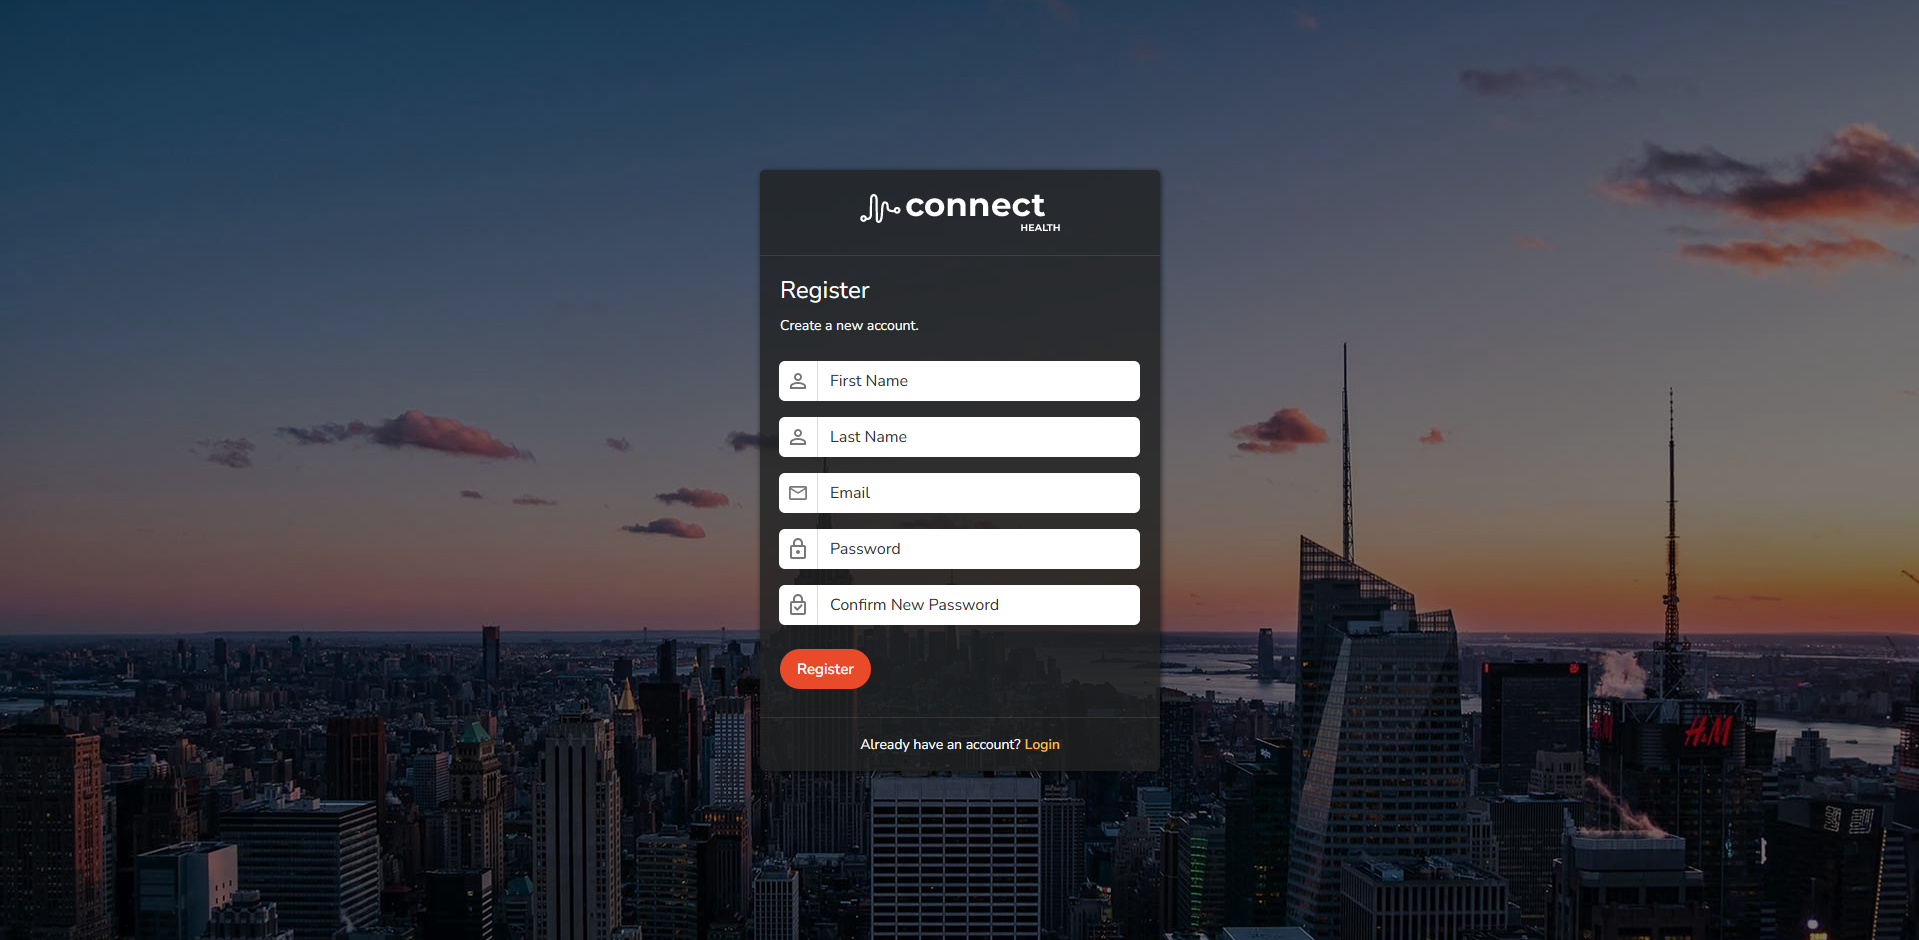 connect
HEALTH
Register
Create a new account.
First Name
Last Name
Email
Password
Confirm New Password
Register
Already have an account? Login
H&M